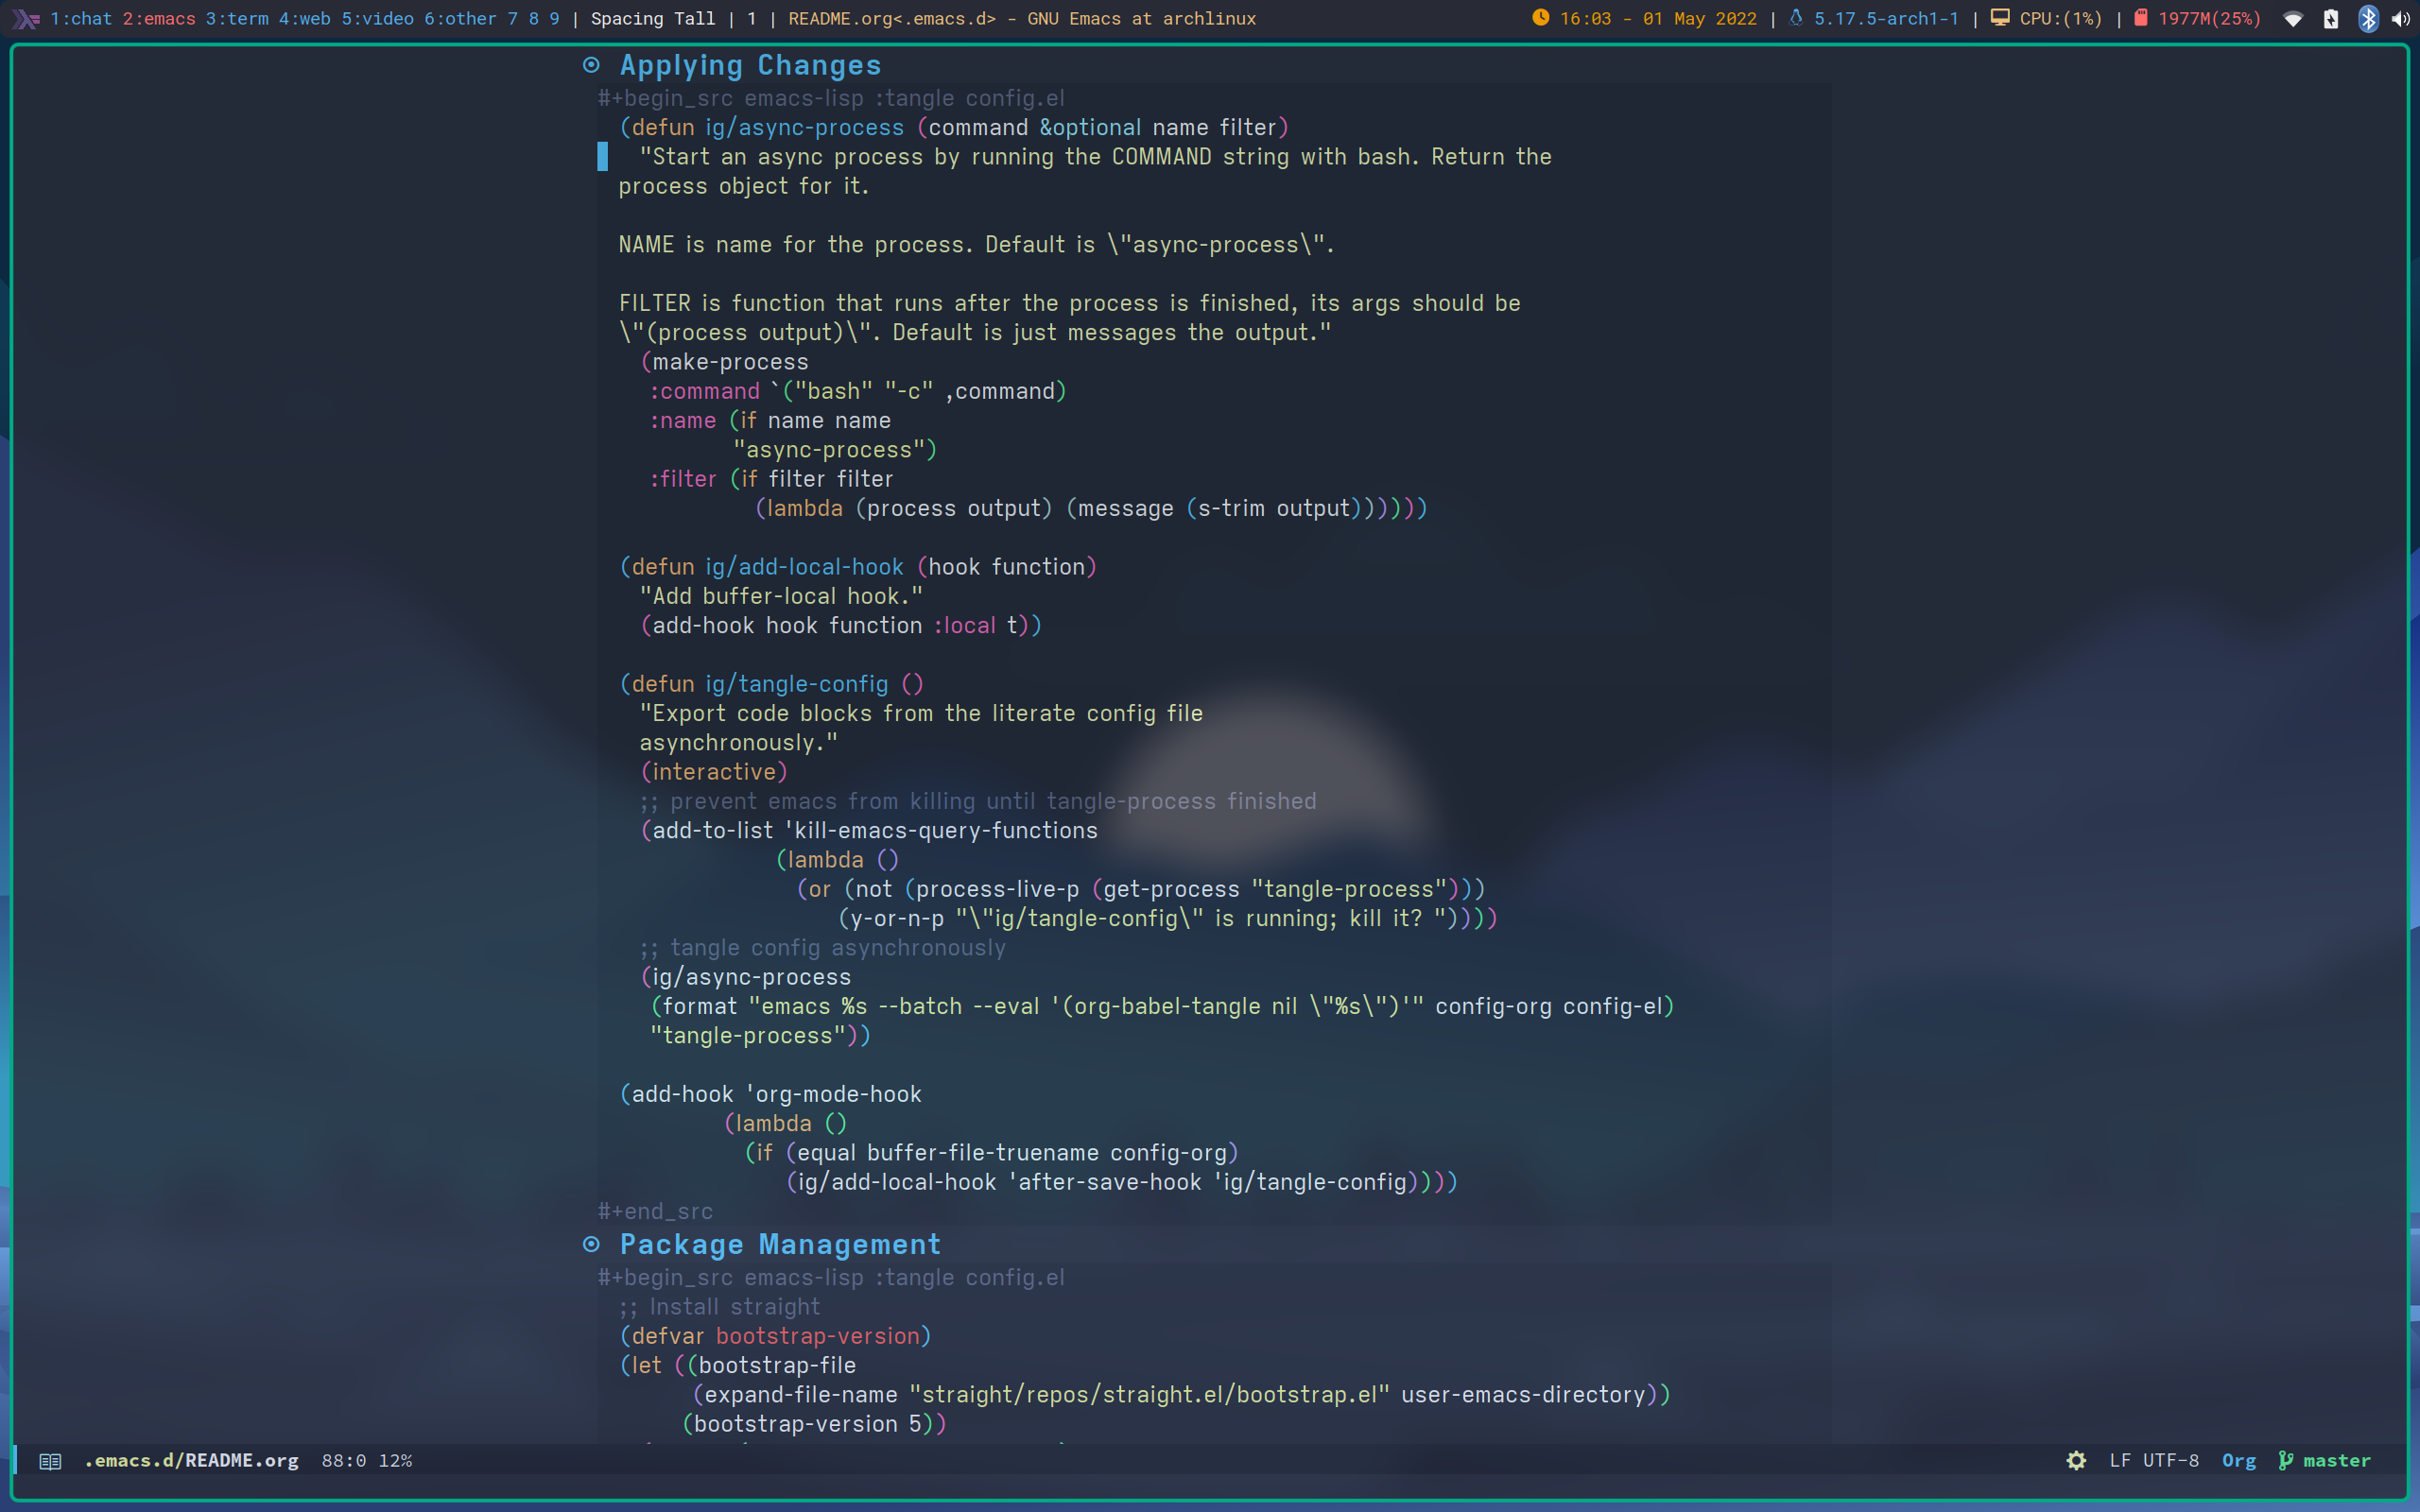 1:chat 2:emacs 3:term 4:web 5:video 6:other 7 8 9 | Spacing Tall | 1 | README.org<.emacs.d> - GNU Emacs at archlinux 16:03 - 01 May 2022 | 5.17.5-arch1-1 | CPU:(1%) | 1977M(25%)
Applying Changes
#+begin_src emacs-lisp :tangle config.el
(defun ig/async-process (command &optional name filter)
"Start an async process by running the COMMAND string with bash. Return the
process object for it.
NAME is name for the process. Default is \"async-process\".
FILTER is function that runs after the process is finished, its args should be
\"(process output)\". Default is just messages the output."
(make-process
:command `("bash" "-c" ,command)
:name (if name name
"async-process")
:filter (if filter filter
(lambda (process output) (message (s-trim output))))))
(defun ig/add-local-hook (hook function)
"Add buffer-local hook."
(add-hook hook function :local t))
(defun ig/tangle-config ()
"Export code blocks from the literate config file
asynchronously."
(interactive)
;; prevent emacs from killing until tangle-process finished
(add-to-list 'kill-emacs-query-functions
(lambda ()
(or (not (process-live-p (get-process "tangle-process")))
(y-or-n-p "\"ig/tangle-config\" is running; kill it? "))))
;; tangle config asynchronously
(ig/async-process
(format "emacs %s --batch --eval '(org-babel-tangle nil \"%s\")'" config-org config-el)
"tangle-process"))
(add-hook 'org-mode-hook
(lambda ()
(if (equal buffer-file-truename config-org)
(ig/add-local-hook 'after-save-hook 'ig/tangle-config))))
#+end_src
Package Management
#+begin_src emacs-lisp :tangle config.el
;; Install straight
(defvar bootstrap-version)
(let ((bootstrap-file
(expand-file-name "straight/repos/straight.el/bootstrap.el" user-emacs-directory))
(bootstrap-version 5))
.emacs.d/README.org 88:0 12% LF UTF-8 Org master